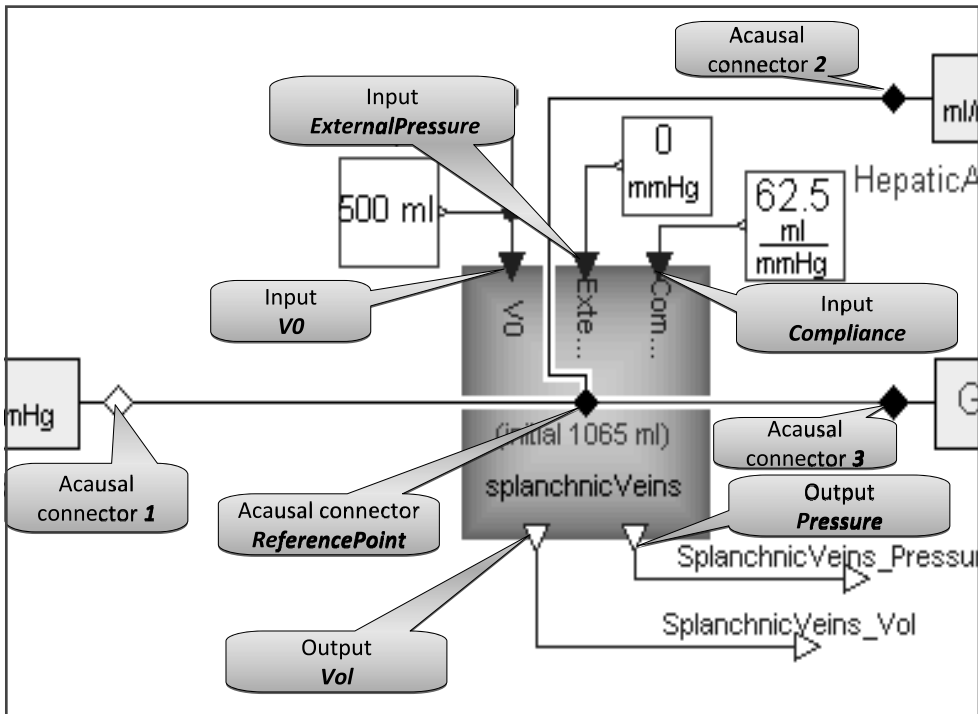 Acausal
connector 2
Input
ExternalPressure
0
mmHg
ml/
500 ml
62.5
ml
mmHg
HepaticA
Input
V0
Input
Compliance
V0
Exte...
Com...
mHg
G
(initial 1065 ml)
splanchnicVeins
Acausal
connector 3
Acausal
connector 1
Acausal connector
ReferencePoint
Output
Pressure
SplanchnicVeins_Pressur
Output
Vol
SplanchnicVeins_Vol